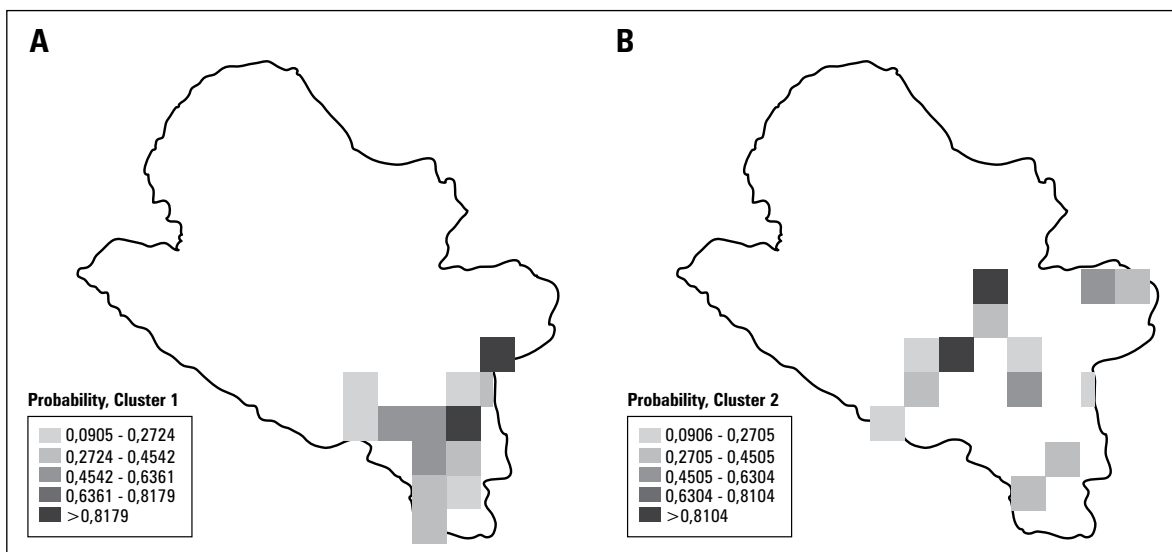 A
Probability, Cluster 1
0,0905 - 0,2724
0,2724 - 0,4542
0,4542 - 0,6361
0,6361 - 0,8179
>0,8179
B
Probability, Cluster 2
0,0906 - 0,2705
0,2705 - 0,4505
0,4505 - 0,6304
0,6304 - 0,8104
>0,8104